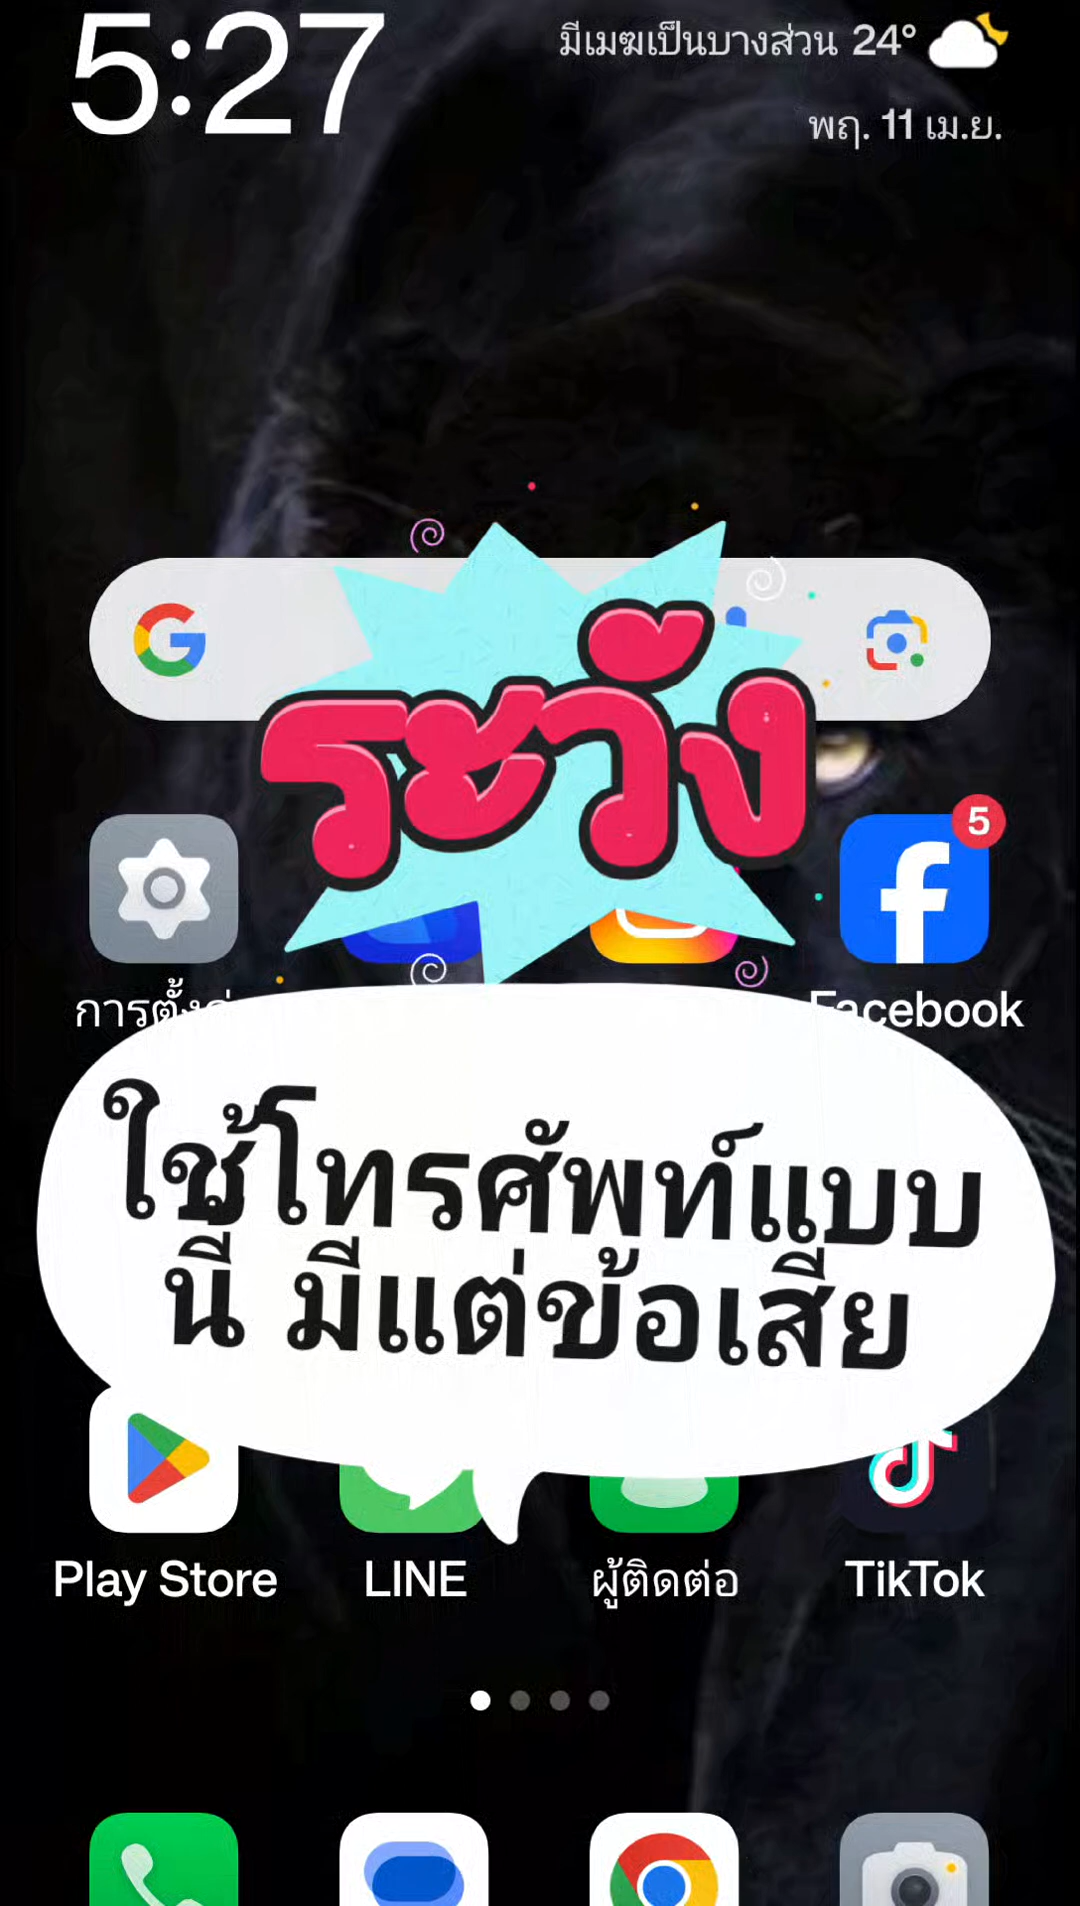 5:27
มีเมฆเป็นบางส่วน 24°
พฤ. 11 เม.ย.
ระวัง
5
Facebook
ใช้โทรศัพท์แบบ
นี้ มีแต่ข้อเสีย
Play Store
LINE
ผู้ติดต่อ
TikTok